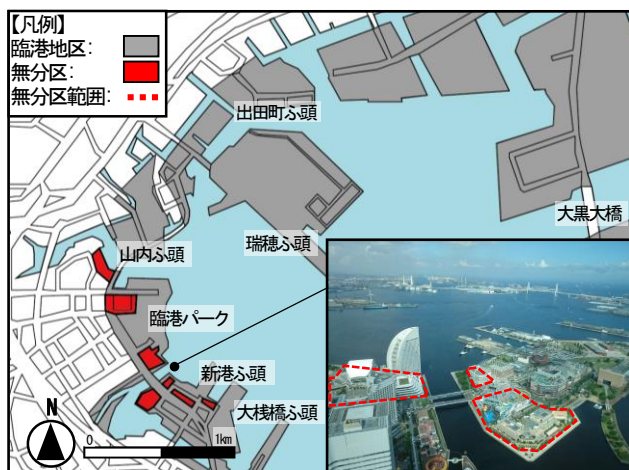 【凡例】
臨港地区:
無分区:
無分区範囲:
出田町ふ頭
大黒大橋
瑞穂ふ頭
山内ふ頭
臨港パーク
新港ふ頭
大桟橋ふ頭
N
0 1km